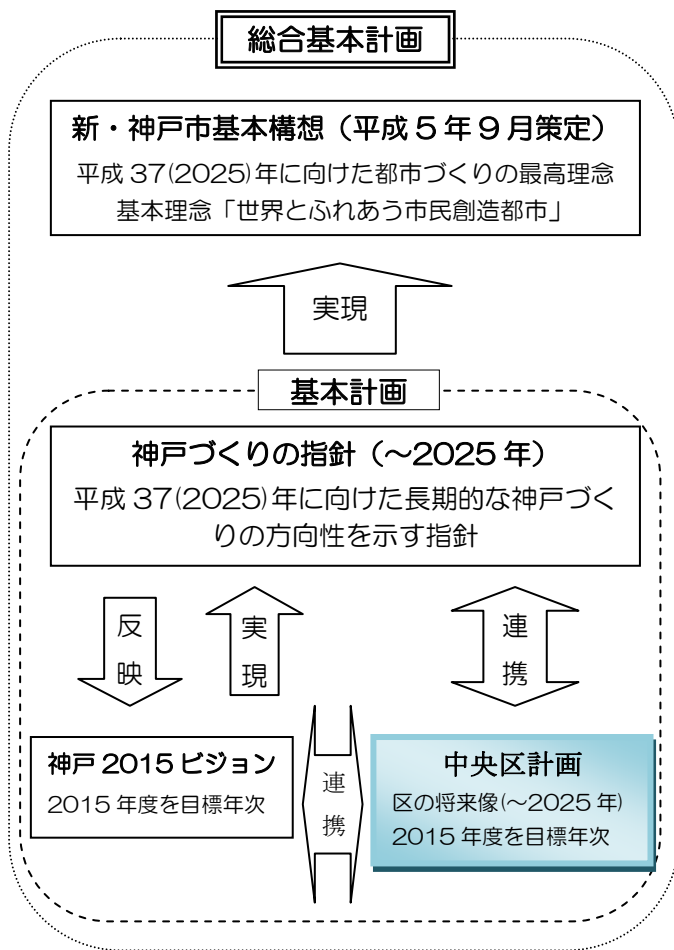 総合基本計画
新・神戸市基本構想（平成５年９月策定）
平成 37(2025)年に向けた都市づくりの最高理念
基本理念「世界とふれあう市民創造都市」
実現
基本計画
神戸づくりの指針（～2025 年）
平成 37(2025)年に向けた長期的な神戸づく
りの方向性を示す指針
反映
実現
連携
神戸 2015 ビジョン
2015 年度を目標年次
連携
中央区計画
区の将来像(～2025 年)
2015 年度を目標年次